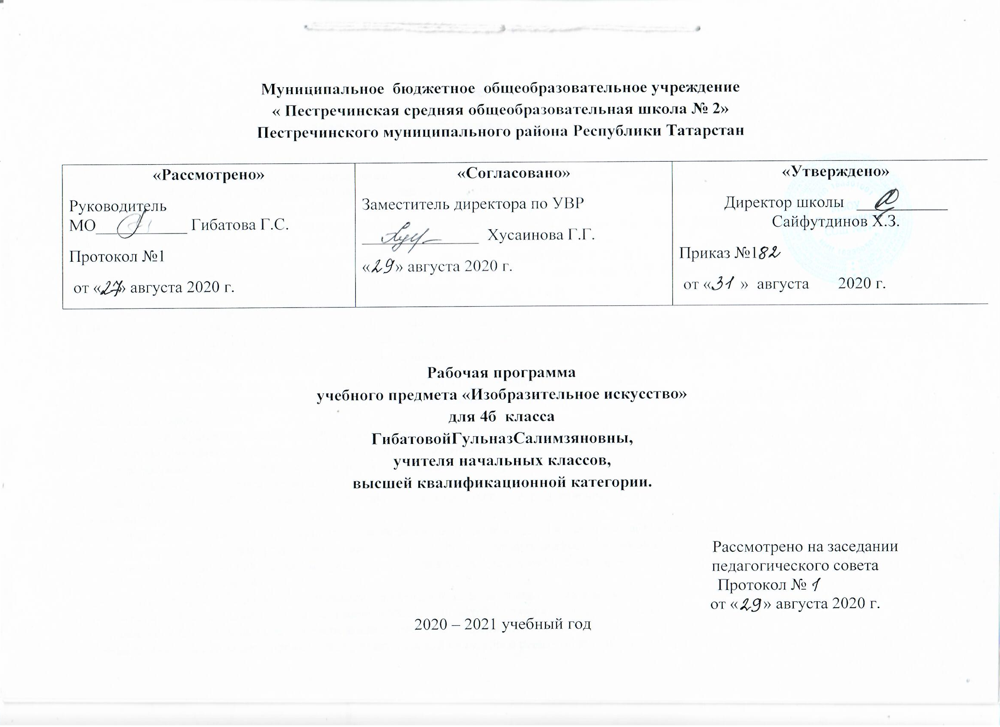 Муниципальное бюджетное общеобразовательное учреждение
« Пестречинская средняя общеобразовательная школа № 2»
Пестречинского муниципального района Республики Татарстан
«Рассмотрено»
Руководитель
МО___________ Гибатова Г.С.
Протокол №1
от «27» августа 2020 г.
«Согласовано»
Заместитель директора по УВР
______________ Хусаинова Г.Г.
«29» августа 2020 г.
«Утверждено»
Директор школы ___________
Сайфутдинов Х.З.
Приказ №182
от «31 » августа 2020 г.
Рабочая программа
учебного предмета «Изобразительное искусство»
для 4б класса
ГибатовойГульназСалимзяновны,
учителя начальных классов,
высшей квалификационной категории.
Рассмотрено на заседании
педагогического совета
Протокол № 1
от «29» августа 2020 г.
2020 – 2021 учебный год